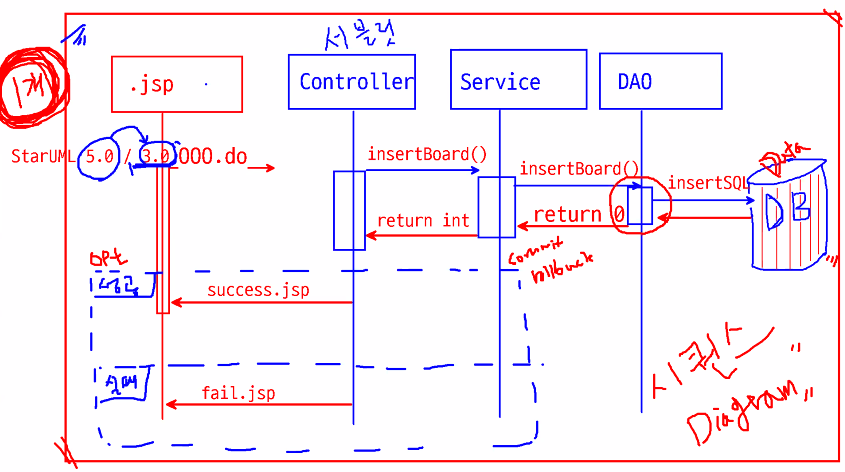 서블릿
1개
.jsp
Controller
Service
DAO
StarUML 5.0 / 3.0
OOO.do
insertBoard()
insertBoard()
insertSQL
Data
DB
return int
return 0
commit
rollback
opt
성공
success.jsp
실패
fail.jsp
시퀀스
Diagram